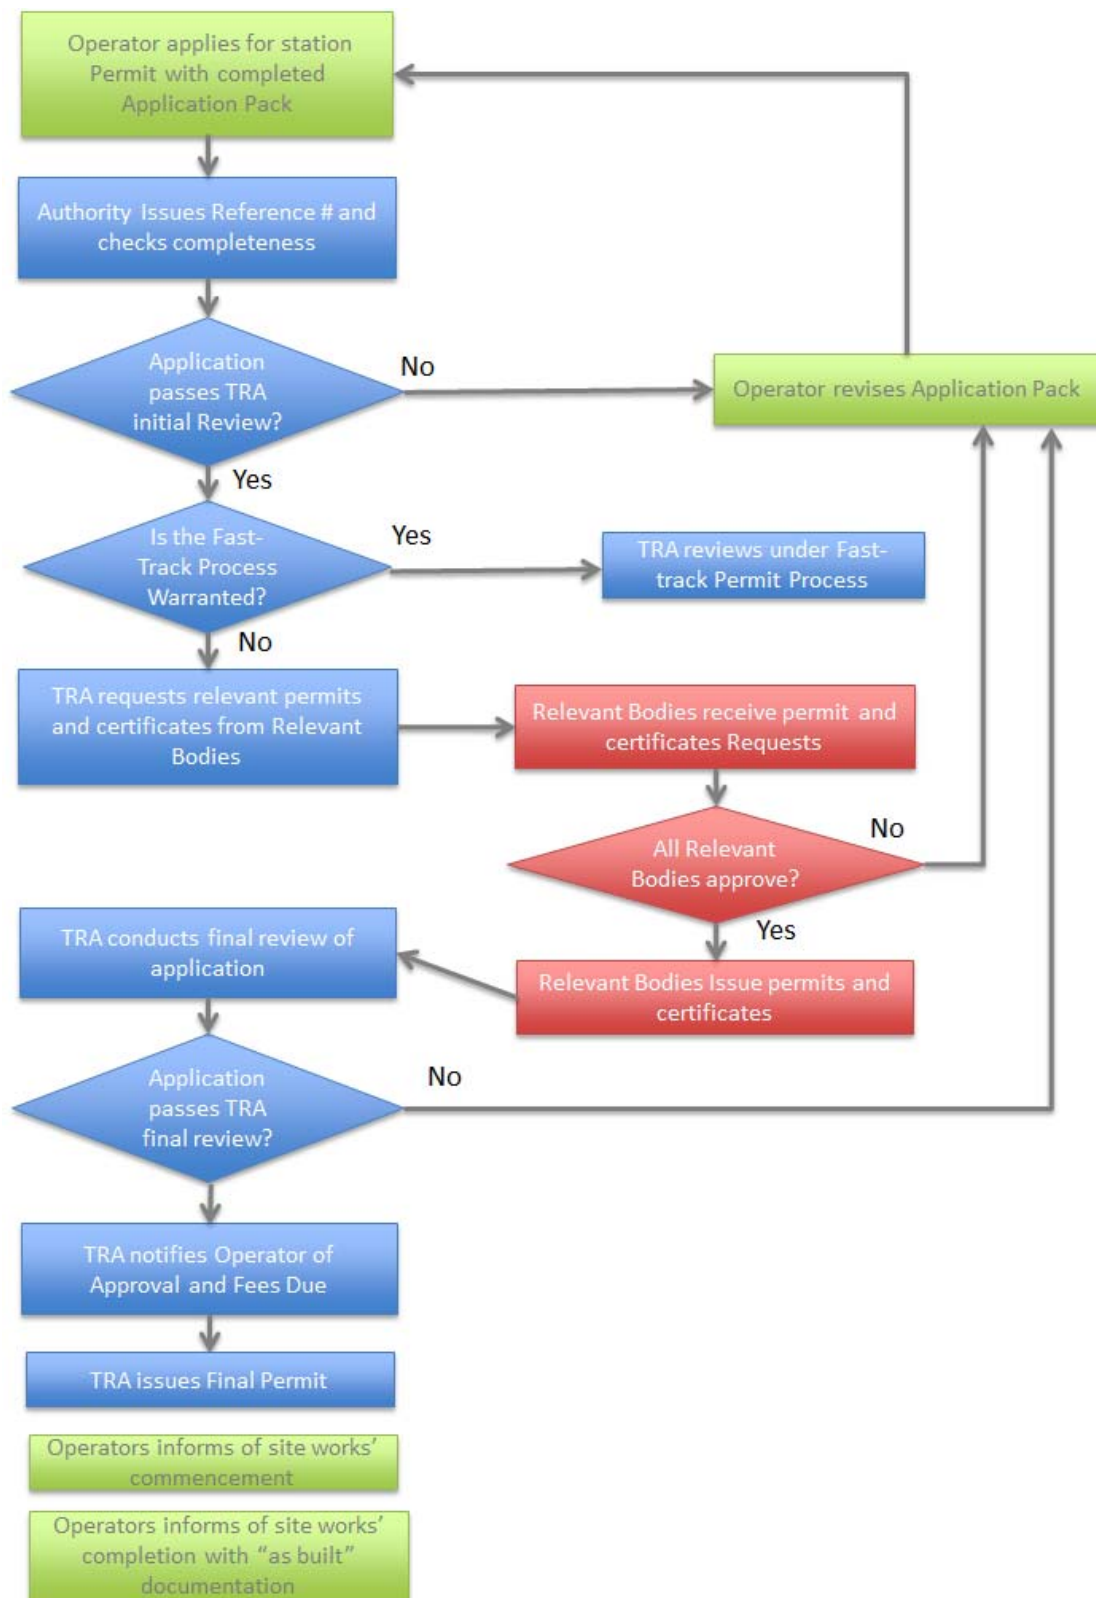 Operator applies for station
Permit with completed
Application Pack
Authority Issues Reference # and
checks completeness
Application
passes TRA
initial Review?
No
Operator revises Application Pack
Yes
Is the Fast-
Track Process
Warranted?
Yes
TRA reviews under Fast-
track Permit Process
No
TRA requests relevant permits
and certificates from Relevant
Bodies
Relevant Bodies receive permit and
certificates Requests
All Relevant
Bodies approve?
No
Yes
Relevant Bodies Issue permits and
certificates
TRA conducts final review of
application
Application
passes TRA
final review?
No
TRA notifies Operator of
Approval and Fees Due
TRA issues Final Permit
Operators informs of site works'
commencement
Operators informs of site works'
completion with “as built”
documentation